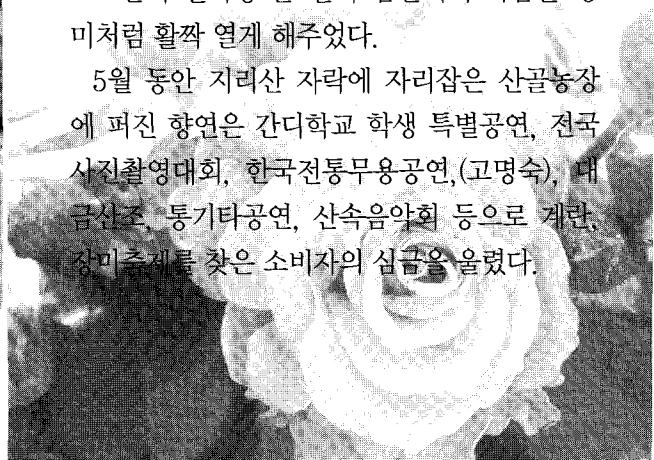 미처럼 활짝 열게 해주었다.
5월 동안 지리산 자락에 자리잡은 산골농장
에 퍼진 향연은 간디학교 학생 특별공연, 전국
사진촬영대회, 한국전통무용공연,(고명숙), 대
금산조, 통기타공연, 산속음악회 등으로 계란,
장미축제를 찾은 소비자의 심금을 울렸다.